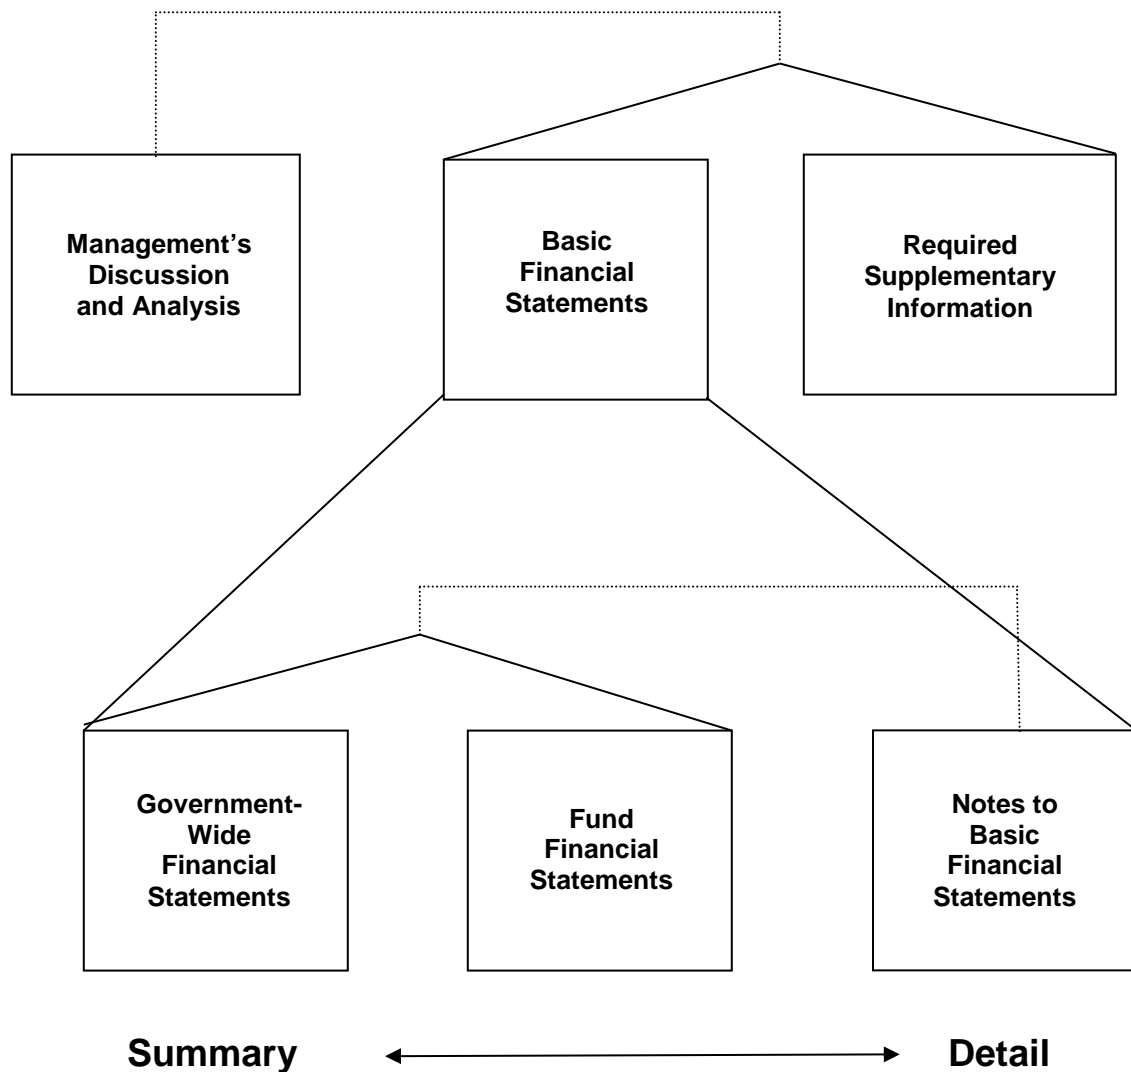 Management’s
Discussion
and Analysis
Basic
Financial
Statements
Required
Supplementary
Information
Government-
Wide
Financial
Statements
Fund
Financial
Statements
Notes to
Basic
Financial
Statements
Summary
Detail